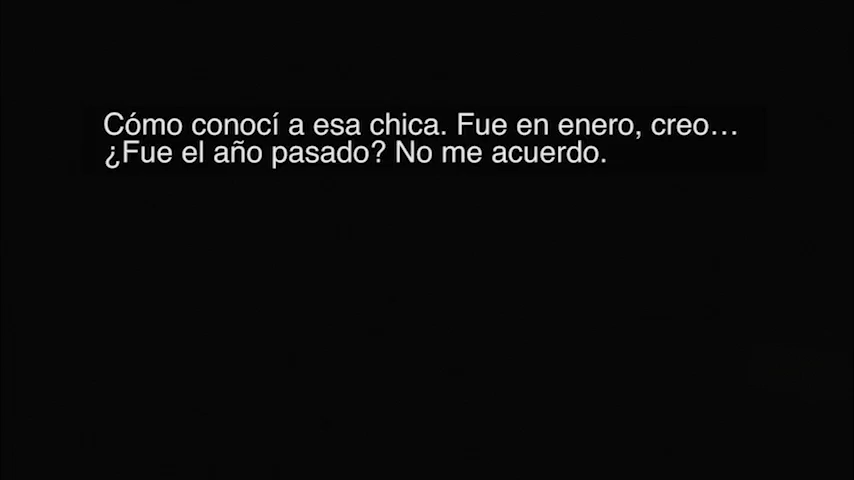 Cómo conocí a esa chica. Fue en enero, creo…
¿Fue el año pasado? No me acuerdo.